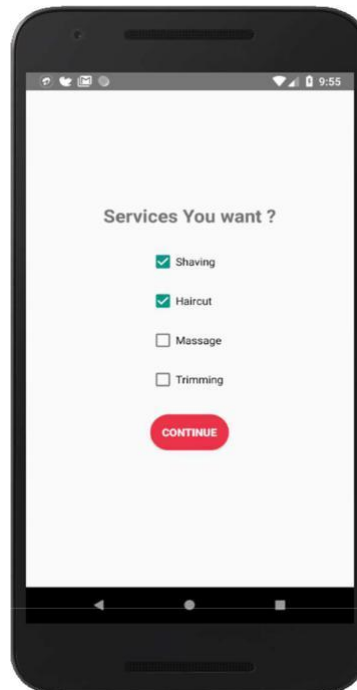 9:55
Services You want ?
Shaving
Haircut
Massage
Trimming
CONTINUE